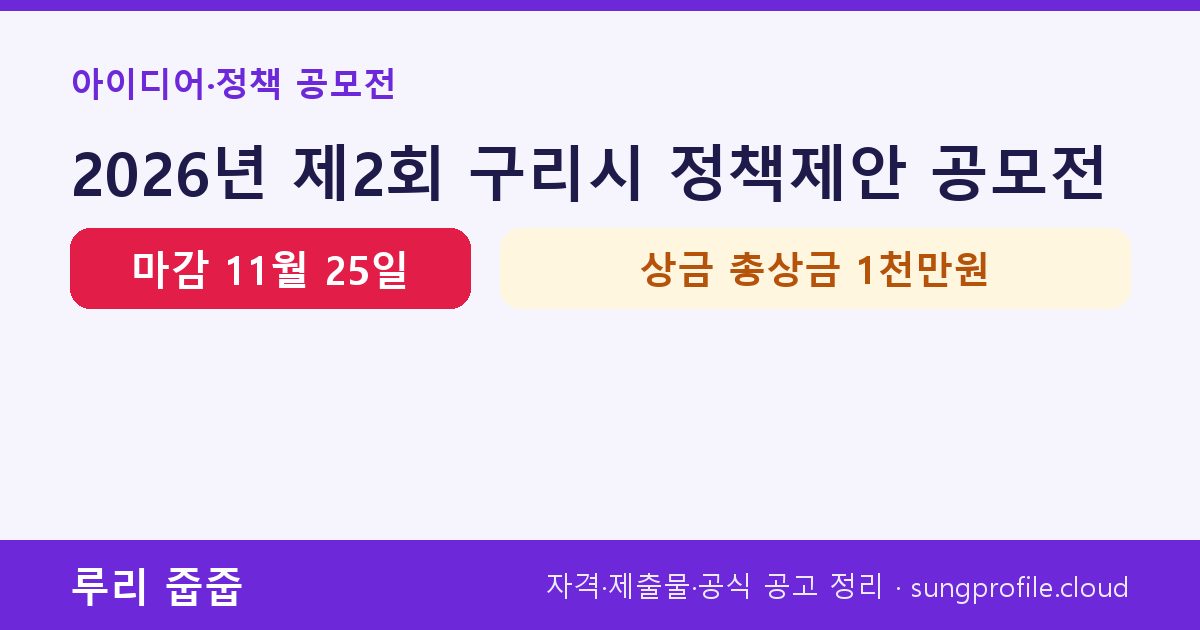 아이디어·정책 공모전
2026년 제2회 구리시 정책제안 공모전
마감 11월 25일
상금 총상금 1천만원
루리 줍줍
자격·제출물·공식 공고 정리 · sungprofile.cloud